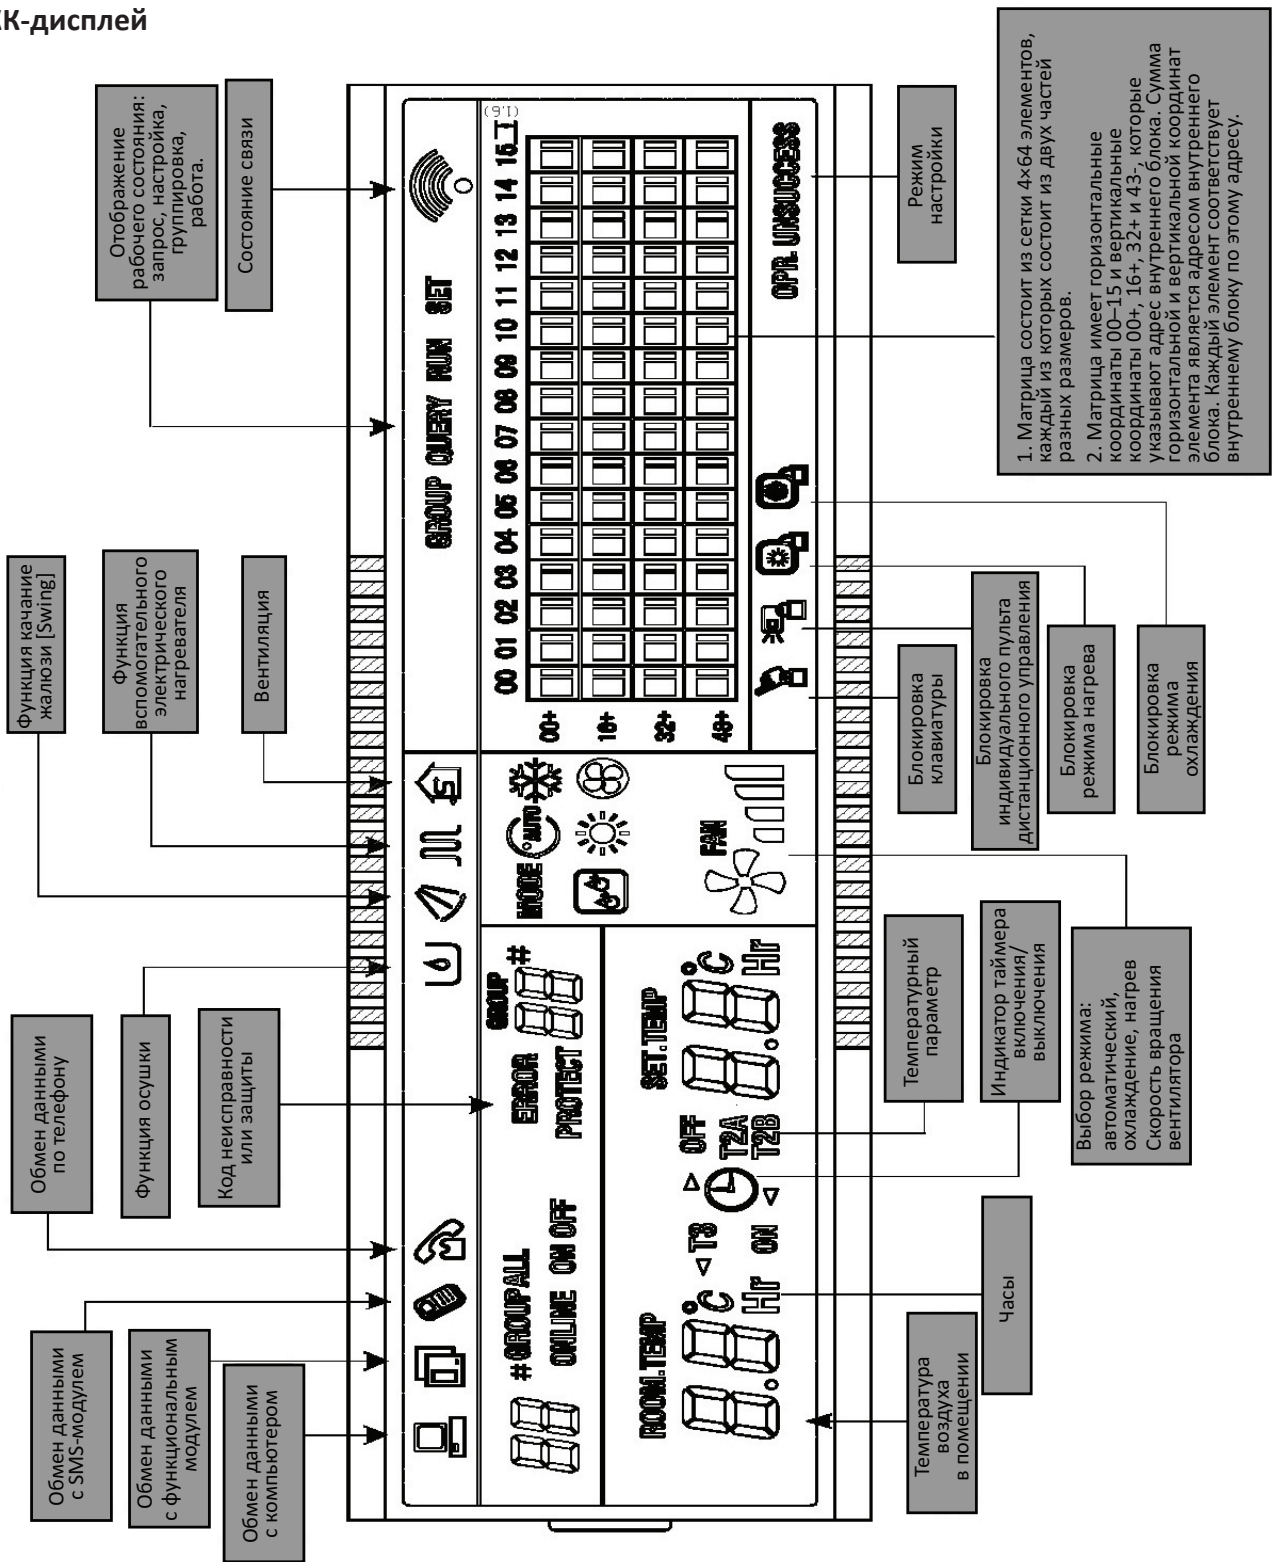 К-дисплей
Обмен данными
с SMS-модулем
Обмен данными
с функциональным
модулем
Обмен данными
с компьютером
Обмен данными
по телефону
Функция осушки
Код неисправности
или защиты
Функция качание
жалюзи [Swing]
Функция
вспомогательного
электрического
нагревателя
Вентиляция
Отображение
рабочего состояния:
запрос, настройка,
группировка,
работа.
Состояние связи
GROUP QUERY RUN SET
# GROUP ALL
ONLINE ON OFF
ERROR
PROTECT
GROUP
#
MODE
AUTO
FAN
ROOM.TEMP
°C
Hr
T3
ON
OFF
T2A
T2B
SET.TEMP
°C
Hr
00 01 02 03 04 05 06 07 08 09 10 11 12 13 14 15
(1.6)
00+
16+
32+
48+
OPR. UNSUCCESS
Температура
воздуха
в помещении
Часы
Температурный
параметр
Индикатор таймера
включения/
выключения
Выбор режима:
автоматический,
охлаждение, нагрев
Скорость вращения
вентилятора
Блокировка
клавиатуры
Блокировка
индивидуального пульта
дистанционного управления
Блокировка
режима нагрева
Блокировка
режима
охлаждения
Режим
настройки
1. Матрица состоит из сетки 4×64 элементов,
каждый из которых состоит из двух частей
разных размеров.
2. Матрица имеет горизонтальные
координаты 00–15 и вертикальные
координаты 00+, 16+, 32+ и 43-, которые
указывают адрес внутреннего блока. Сумма
горизонтальной и вертикальной координат
элемента является адресом внутреннего
блока. Каждый элемент соответствует
внутреннему блоку по этому адресу.